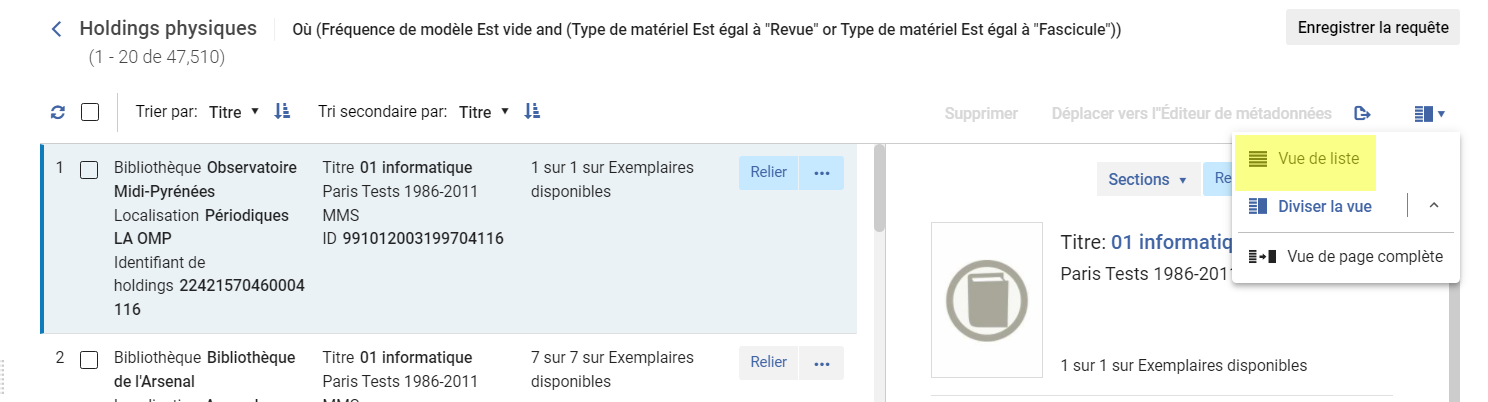 Holdings physiques
Où (Fréquence de modèle Est vide and (Type de matériel Est égal à "Revue" or Type de matériel Est égal à "Fascicule"))
Enregistrer la requête
(1 - 20 de 47,510)
Trier par: Titre
Tri secondaire par: Titre
Supprimer
Déplacer vers l"Éditeur de métadonnées
Vue de liste
Diviser la vue
Vue de page complète
1
Bibliothèque Observatoire
Midi-Pyrénées
Localisation Périodiques
LA OMP
Identifiant de
holdings 22421570460004
116
Titre 01 informatique
Paris Tests 1986-2011
MMS
ID 991012003199704116
1 sur 1 sur Exemplaires
disponibles
Relier
2
Bibliothèque Bibliothèque
de l'Arsenal
Titre 01 informatique
Paris Tests 1986-2011
7 sur 7 sur Exemplaires
disponibles
Relier
Sections
Re
Titre: 01 informatiq
Paris Tests 1986-201
1 sur 1 sur Exemplaires disponibles